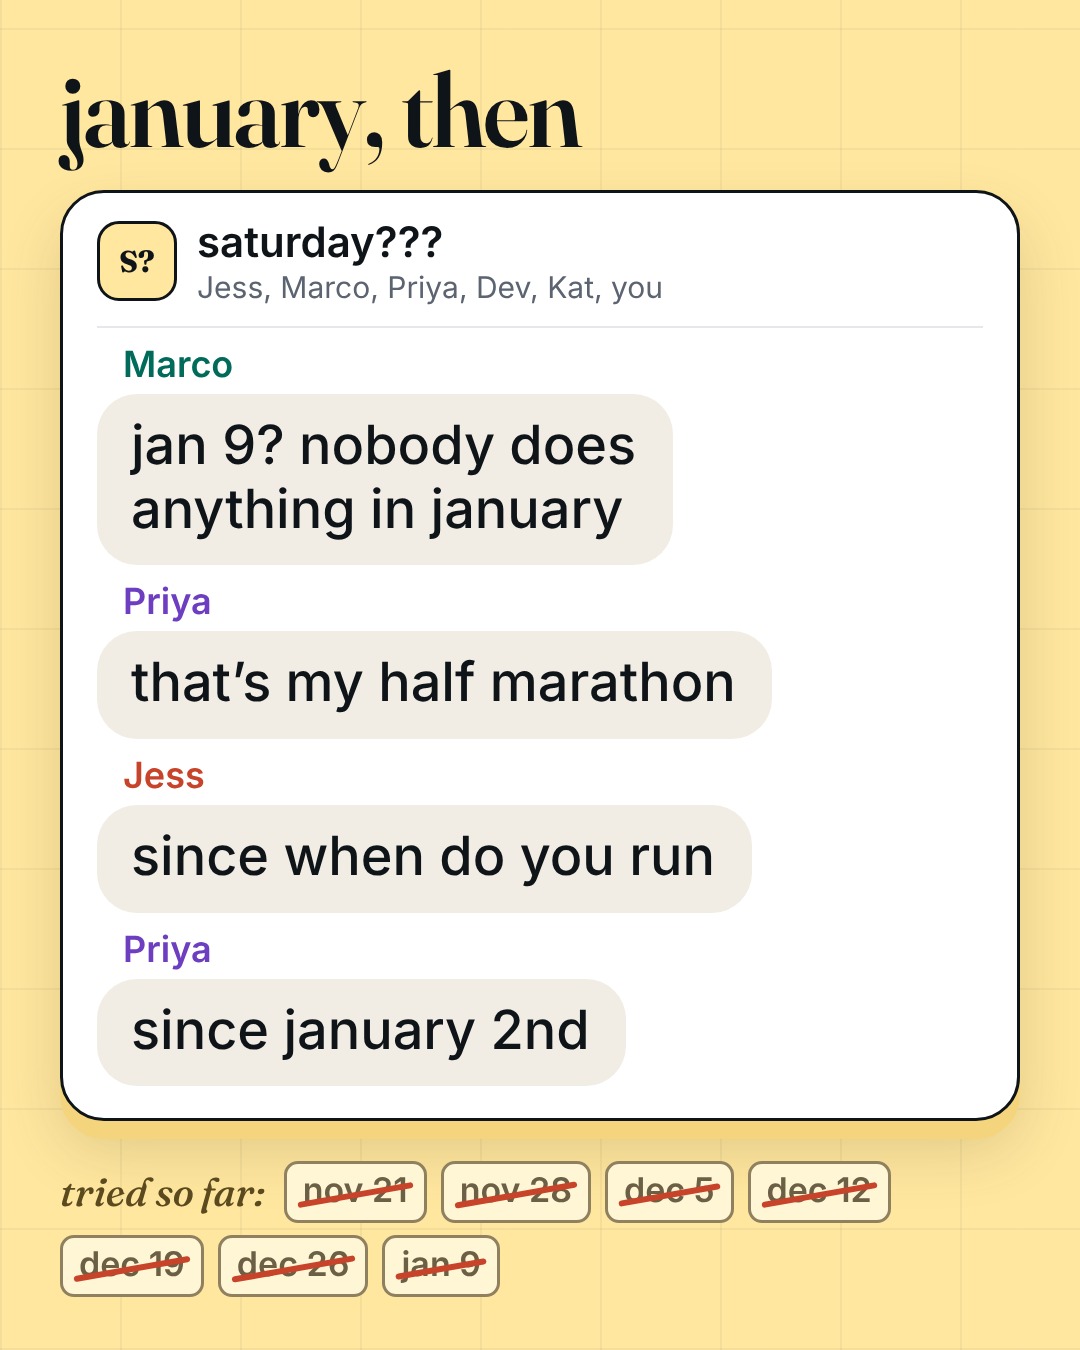 january, then
S?
saturday???
Jess, Marco, Priya, Dev, Kat, you
Marco
jan 9? nobody does
anything in january
Priya
that’s my half marathon
Jess
since when do you run
Priya
since january 2nd
tried so far: nov 21 nov 28 dec 5 dec 12
dec 19 dec 26 jan 9